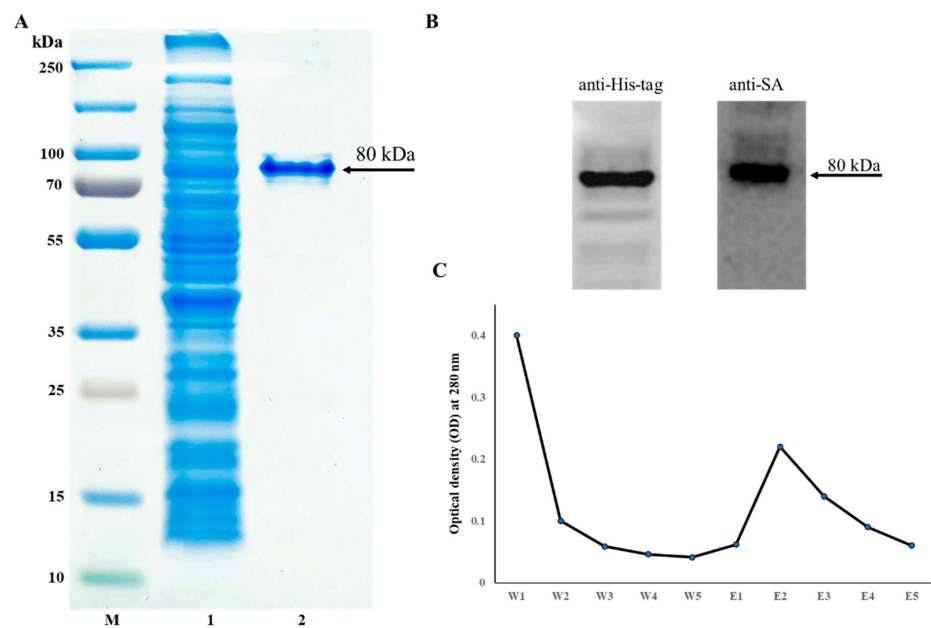 A
kDa
250
100
70
55
35
25
15
10
80 kDa
M 1 2
B
anti-His-tag anti-SA
80 kDa
C
Optical density (OD) at 280 nm
0.4
0.3
0.2
0.1
0
W1 W2 W3 W4 W5 E1 E2 E3 E4 E5